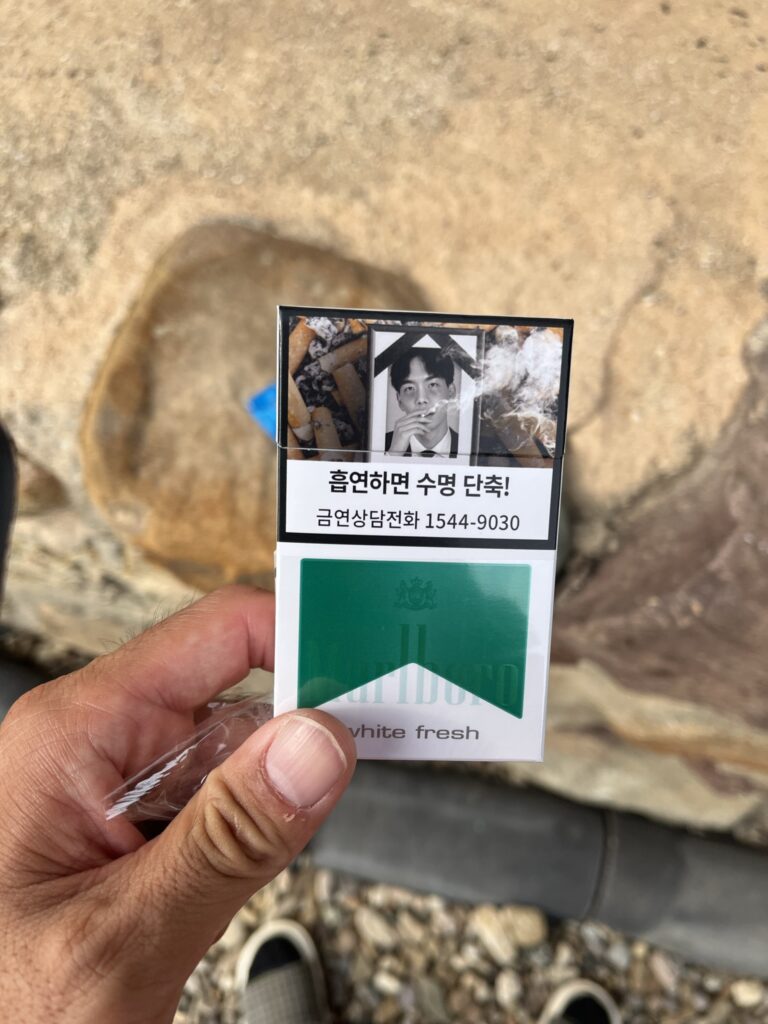 흡연하면 수명 단축!
금연상담전화 1544-9030
Marlboro
white fresh